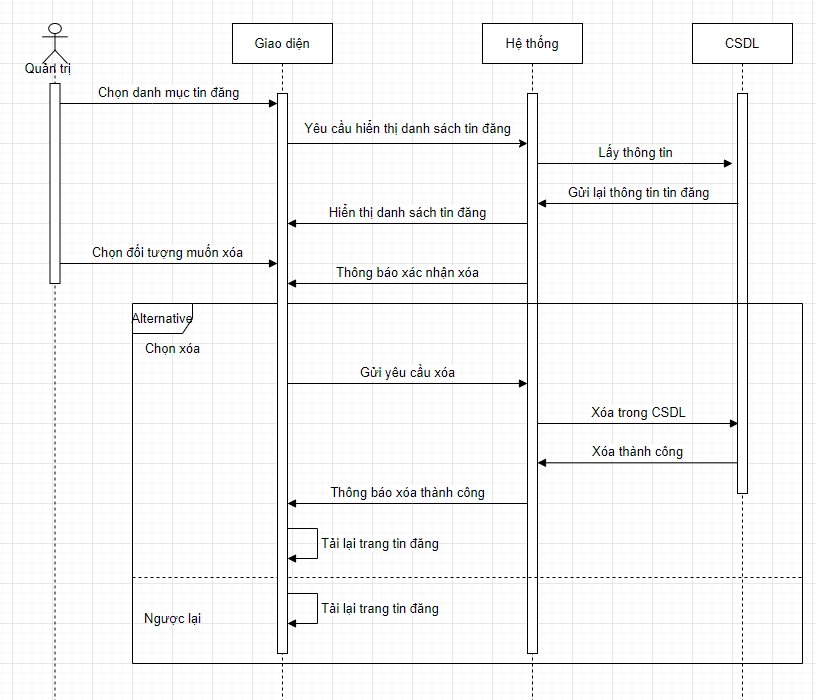 Quản trị
Giao diện
Hệ thống
CSDL
Chọn danh mục tin đăng
Yêu cầu hiển thị danh sách tin đăng
Lấy thông tin
Gửi lại thông tin tin đăng
Hiển thị danh sách tin đăng
Chọn đối tượng muốn xóa
Thông báo xác nhận xóa
Alternative
Chọn xóa
Gửi yêu cầu xóa
Xóa trong CSDL
Xóa thành công
Thông báo xóa thành công
Tải lại trang tin đăng
Tải lại trang tin đăng
Ngược lại